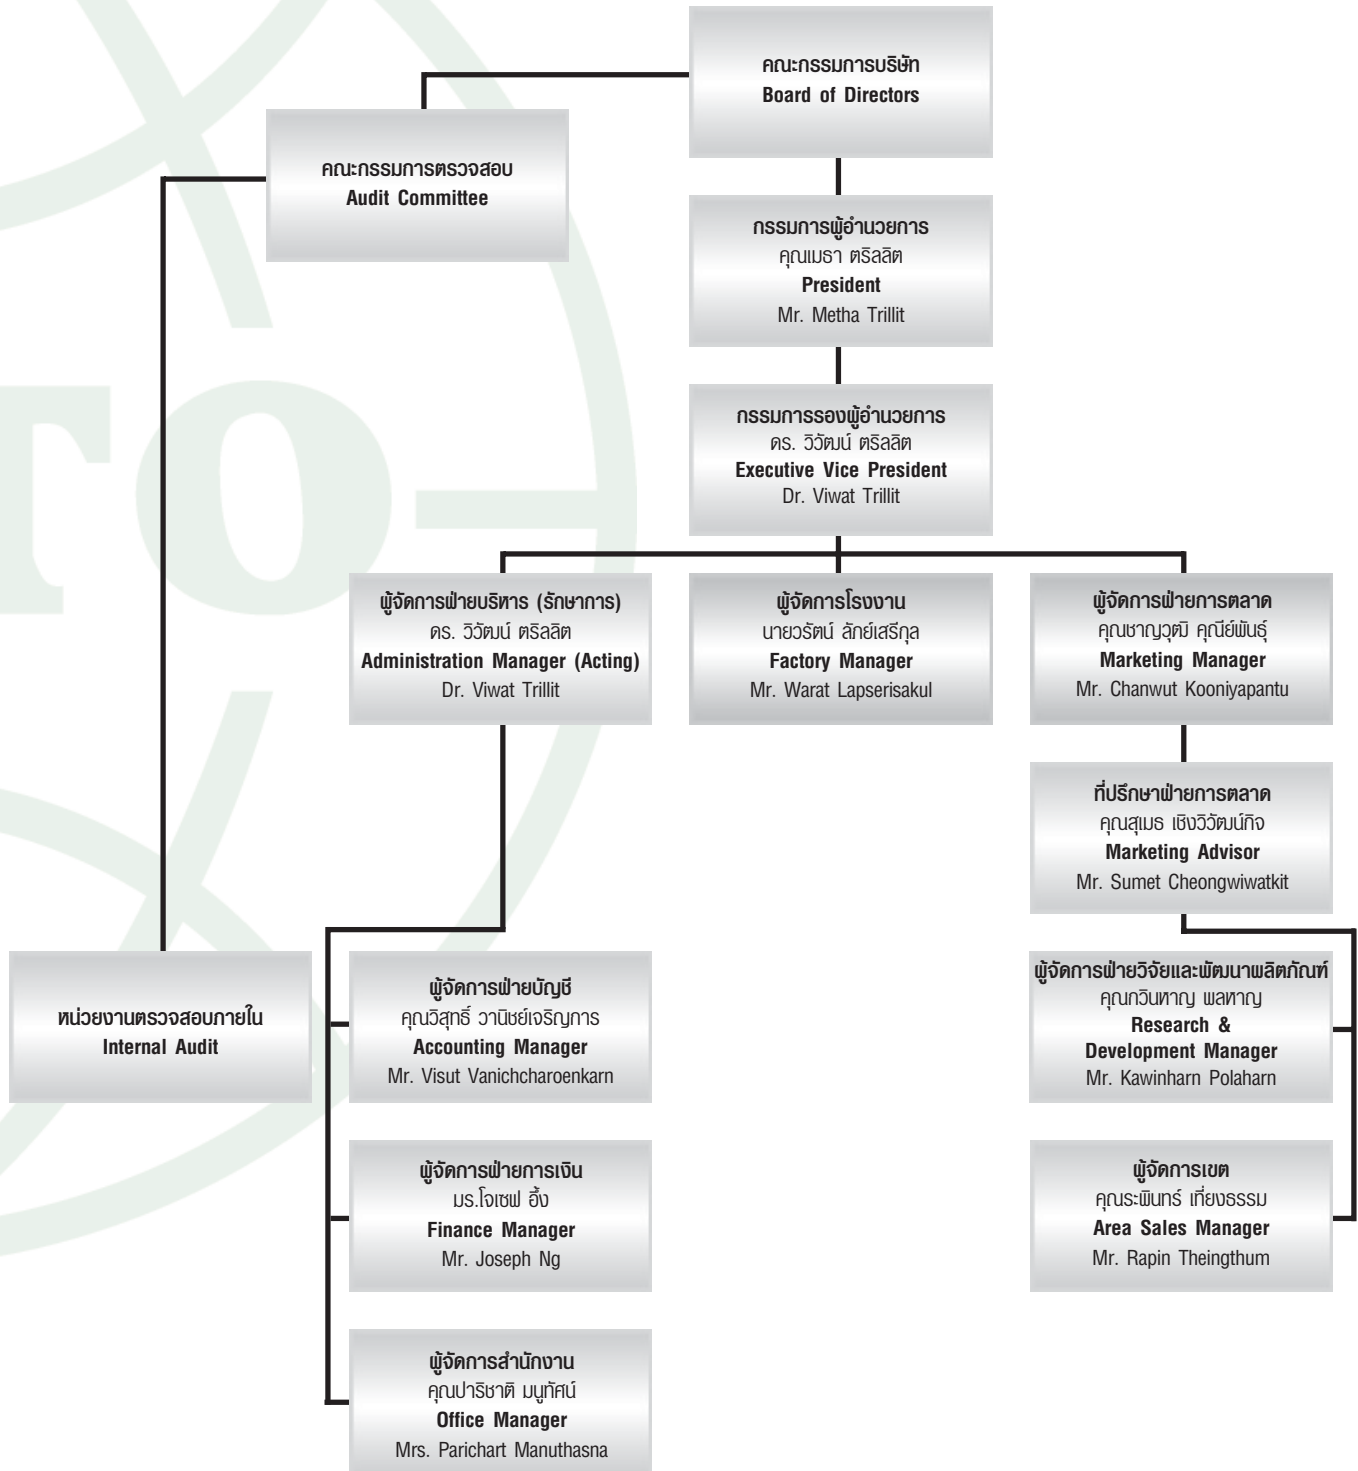 คณะกรรมการบริษัท
Board of Directors
คณะกรรมการตรวจสอบ
Audit Committee
กรรมการผู้อำนวยการ
คุณเมธา ตริลลิต
President
Mr. Metha Trillit
กรรมการรองผู้อำนวยการ
ดร. วิวัฒน์ ตริลลิต
Executive Vice President
Dr. Viwat Trillit
ผู้จัดการฝ่ายบริหาร (รักษาการ)
ดร. วิวัฒน์ ตริลลิต
Administration Manager (Acting)
Dr. Viwat Trillit
ผู้จัดการโรงงาน
นายวรัตน์ ลัภย์เสรีกุล
Factory Manager
Mr. Warat Lapserisakul
ผู้จัดการฝ่ายการตลาด
คุณชาญวุฒิ คุณีย์พันธุ์
Marketing Manager
Mr. Chanwut Kooniyapantu
ที่ปรึกษาฝ่ายการตลาด
คุณสุเมธ เชิงวิวัฒน์กิจ
Marketing Advisor
Mr. Sumet Cheongwiwatkit
หน่วยงานตรวจสอบภายใน
Internal Audit
ผู้จัดการฝ่ายบัญชี
คุณวิสุทธิ์ วานิชย์เจริญการ
Accounting Manager
Mr. Visut Vanichcharoenkarn
ผู้จัดการฝ่ายวิจัยและพัฒนาผลิตภัณฑ์
คุณกวินหาญ พลหาญ
Research &
Development Manager
Mr. Kawinharn Polaharn
ผู้จัดการฝ่ายการเงิน
มร.โจเซฟ อึ้ง
Finance Manager
Mr. Joseph Ng
ผู้จัดการเขต
คุณระพินทร์ เที่ยงธรรม
Area Sales Manager
Mr. Rapin Theingthum
ผู้จัดการสำนักงาน
คุณปาริชาติ มนูทัศน์
Office Manager
Mrs. Parichart Manuthasna